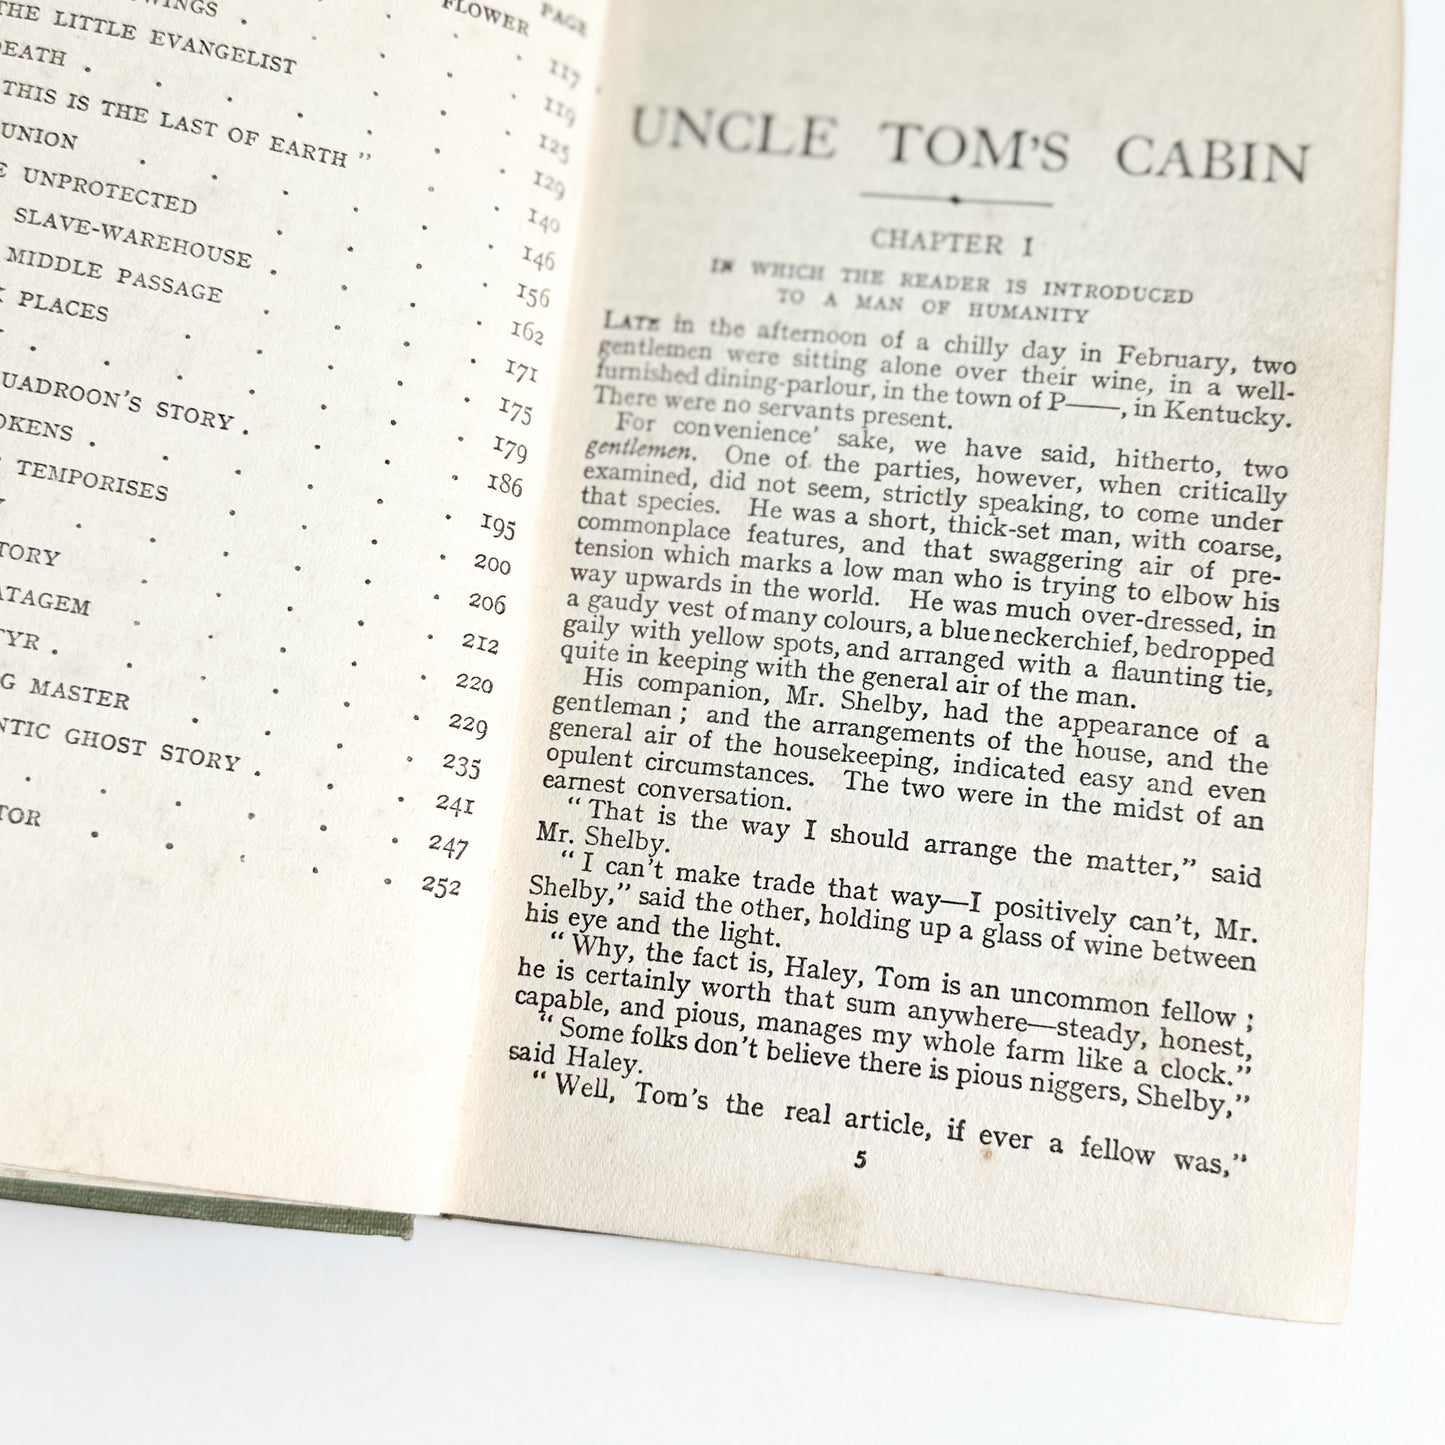 WINGS .
FLOWER
PAGE
THE LITTLE EVANGELIST 117
DEATH . 119
THIS IS THE LAST OF EARTH” 125
UNION 129
UNPROTECTED 140
SLAVE-WAREHOUSE . 146
MIDDLE PASSAGE 156
PLACES 162
171
UADROON'S STORY . 175
OKENS . 179
TEMPORISES 186
195
TORY 200
ATAGEM 206
TYR . 212
G MASTER 220
NTIC GHOST STORY . 229
235
TOR 241
247
252
UNCLE TOM'S CABIN
CHAPTER I
IN WHICH THE READER IS INTRODUCED
TO A MAN OF HUMANITY
LATE in the afternoon of a chilly day in February, two
gentlemen were sitting alone over their wine, in a well-
furnished dining-parlour, in the town of P——, in Kentucky.
There were no servants present.
For convenience' sake, we have said, hitherto, two
gentlemen. One of the parties, however, when critically
examined, did not seem, strictly speaking, to come under
that species. He was a short, thick-set man, with coarse,
commonplace features, and that swaggering air of pre-
tension which marks a low man who is trying to elbow his
way upwards in the world. He was much over-dressed, in
a gaudy vest of many colours, a blue neckerchief, bedropped
gaily with yellow spots, and arranged with a flaunting tie,
quite in keeping with the general air of the man.
His companion, Mr. Shelby, had the appearance of a
gentleman ; and the arrangements of the house, and the
general air of the housekeeping, indicated easy and even
opulent circumstances. The two were in the midst of an
earnest conversation.
“That is the way I should arrange the matter,” said
Mr. Shelby.
“I can't make trade that way—I positively can't, Mr.
Shelby,” said the other, holding up a glass of wine between
his eye and the light.
“Why, the fact is, Haley, Tom is an uncommon fellow ;
he is certainly worth that sum anywhere—steady, honest,
capable, and pious, manages my whole farm like a clock.”
“Some folks don't believe there is pious niggers, Shelby,”
said Haley.
“Well, Tom's the real article, if ever a fellow was,”
5